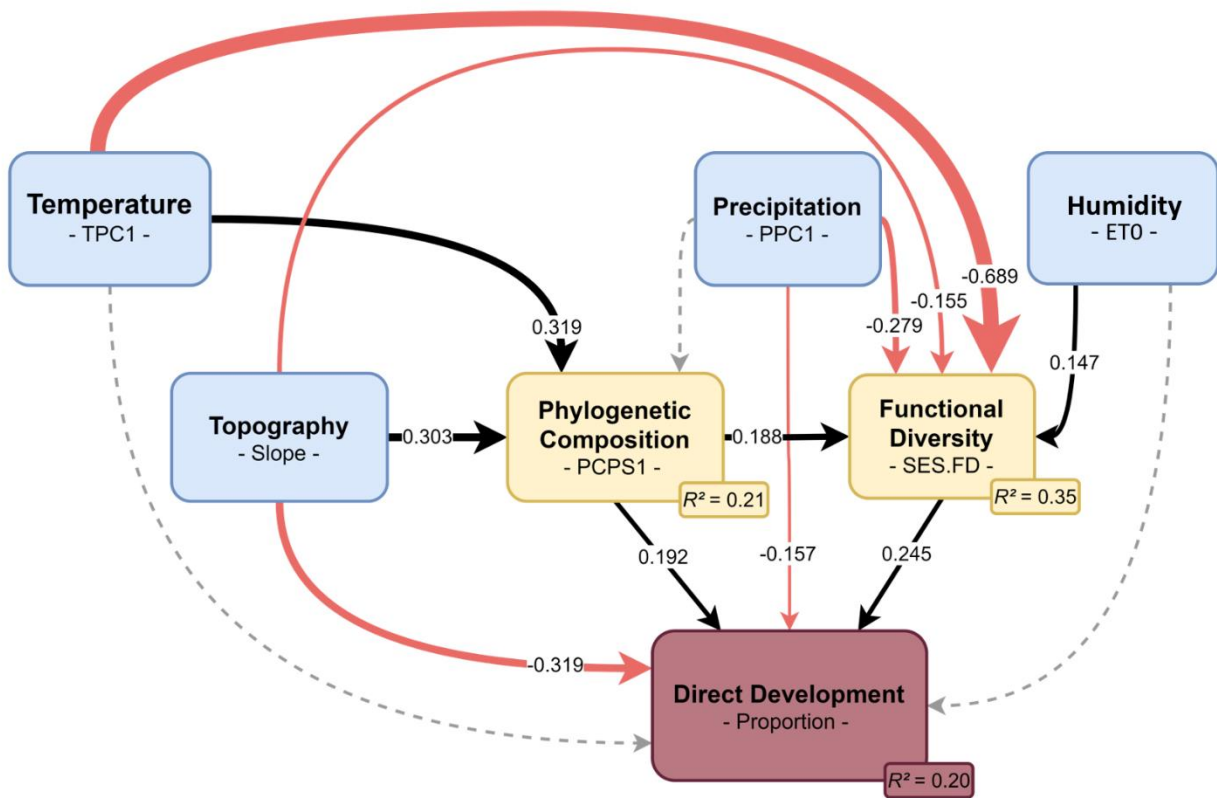 Temperature
- TPC1 -
Precipitation
- PPC1 -
Humidity
- ET0 -
-0.689
-0.155
-0.279
0.319
0.147
Topography
- Slope -
0.303
Phylogenetic
Composition
- PCPS1 -
R² = 0.21
0.188
Functional
Diversity
- SES.FD -
R² = 0.35
0.192
-0.157
0.245
-0.319
Direct Development
- Proportion -
R² = 0.20